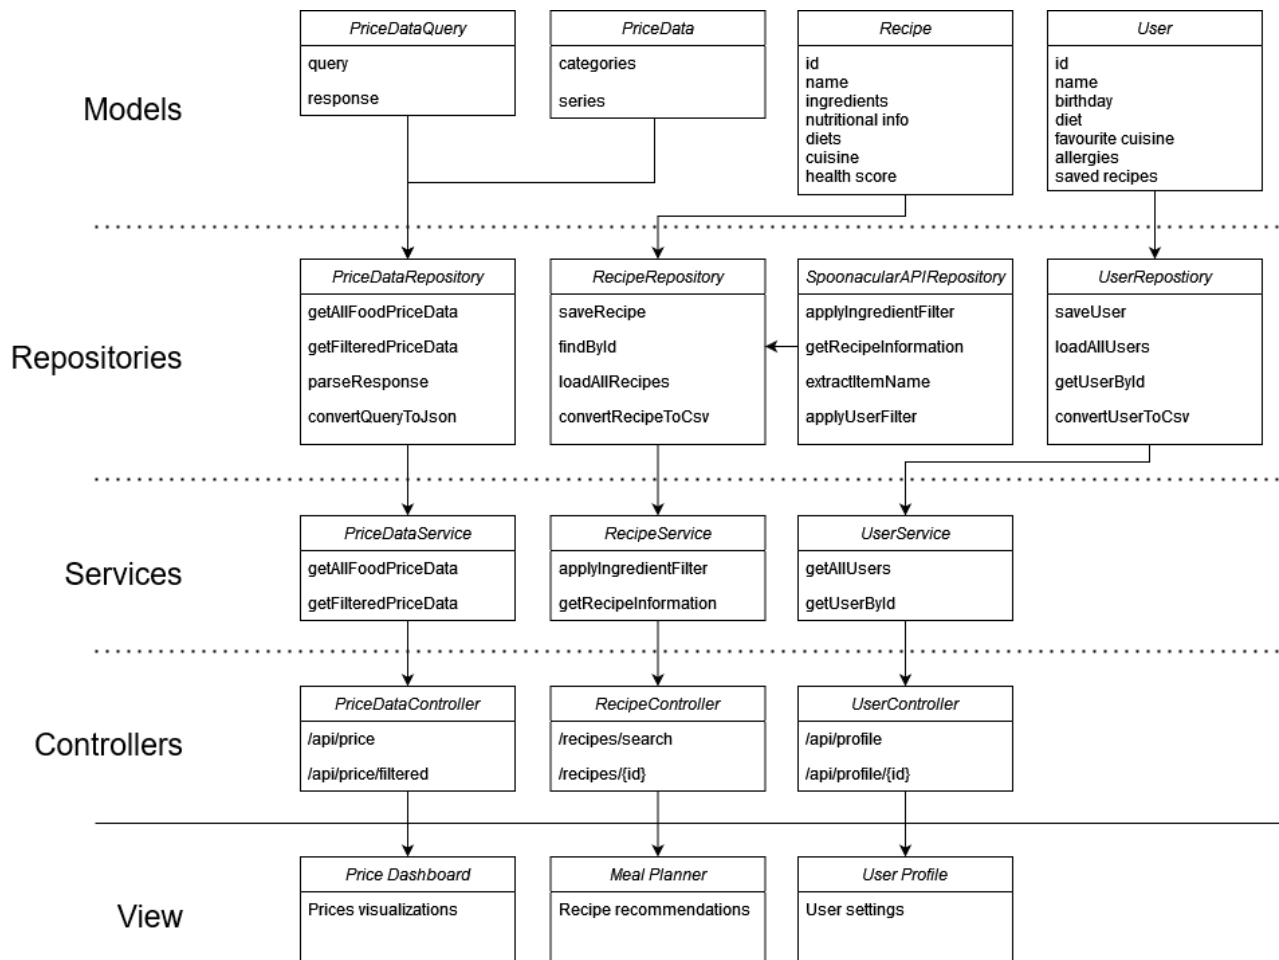 Models
PriceDataQuery
query
response
PriceData
categories
series
Recipe
id
name
ingredients
nutritional info
diets
cuisine
health score
User
id
name
birthday
diet
favourite cuisine
allergies
saved recipes
Repositories
PriceDataRepository
getAllFoodPriceData
getFilteredPriceData
parseResponse
convertQueryToJson
RecipeRepository
saveRecipe
findById
loadAllRecipes
convertRecipeToCsv
SpoonacularAPIRepository
applyIngredientFilter
getRecipeInformation
extractItemName
applyUserFilter
UserRepostiory
saveUser
loadAllUsers
getUserById
convertUserToCsv
Services
PriceDataService
getAllFoodPriceData
getFilteredPriceData
RecipeService
applyIngredientFilter
getRecipeInformation
UserService
getAllUsers
getUserById
Controllers
PriceDataController
/api/price
/api/price/filtered
RecipeController
/recipes/search
/recipes/{id}
UserController
/api/profile
/api/profile/{id}
View
Price Dashboard
Prices visualizations
Meal Planner
Recipe recommendations
User Profile
User settings